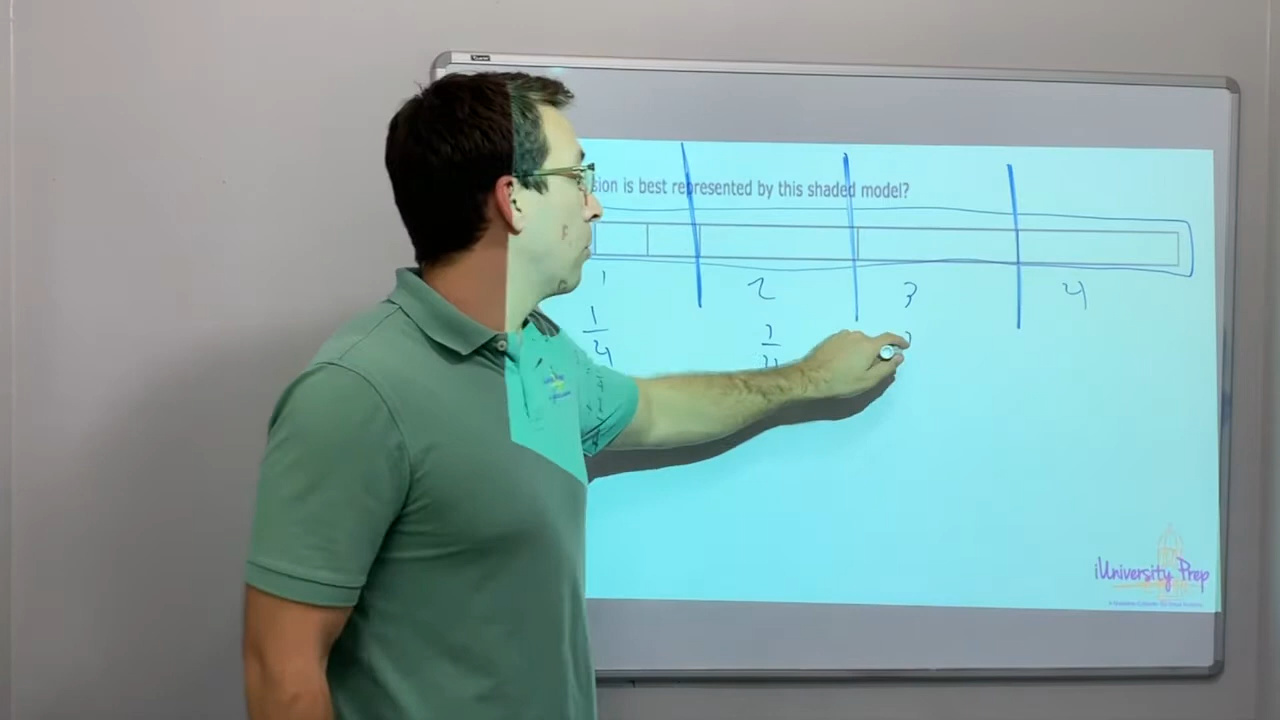 sion is best represented by this shaded model?
1 2 3 4
1/4
iUniversity Prep